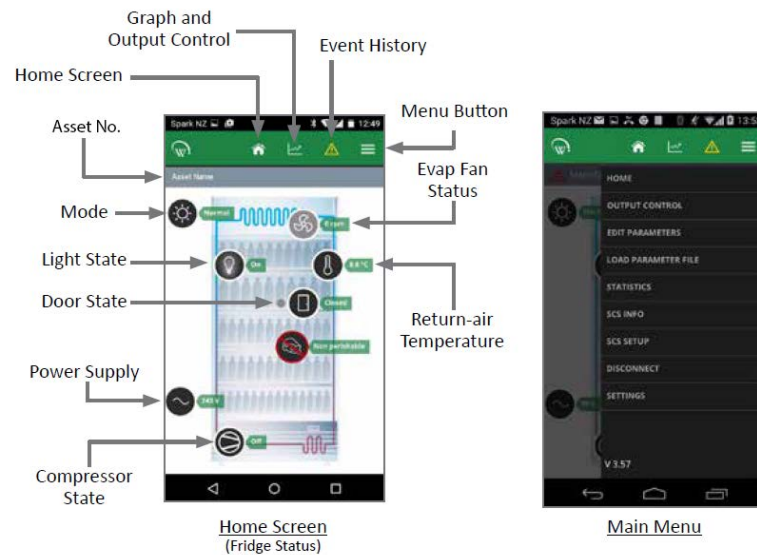 Graph and
Output Control
Event History
Home Screen
Menu Button
Asset No.
Spark NZ
12:49
Asset Name
Evap Fan
Status
Mode
Normal
0 rpm
Light State
On
Door State
Closed
Return-air
Temperature
Non perishable
Power Supply
243 V
Off
Compressor
State
Home Screen
(Fridge Status)
Spark NZ
HOME
OUTPUT CONTROL
EDIT PARAMETERS
LOAD PARAMETER FILE
STATISTICS
SCS INFO
SCS SETUP
DISCONNECT
SETTINGS
V 3.57
Main Menu